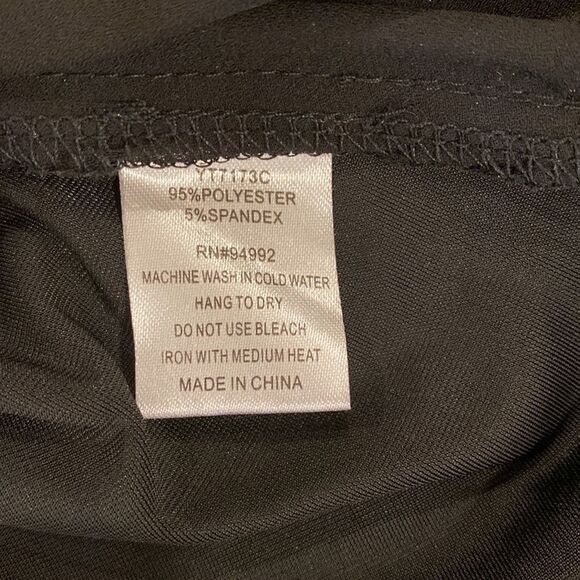 YT7173C
95%POLYESTER
5%SPANDEX
RN#94992
MACHINE WASH IN COLD WATER
HANG TO DRY
DO NOT USE BLEACH
IRON WITH MEDIUM HEAT
MADE IN CHINA